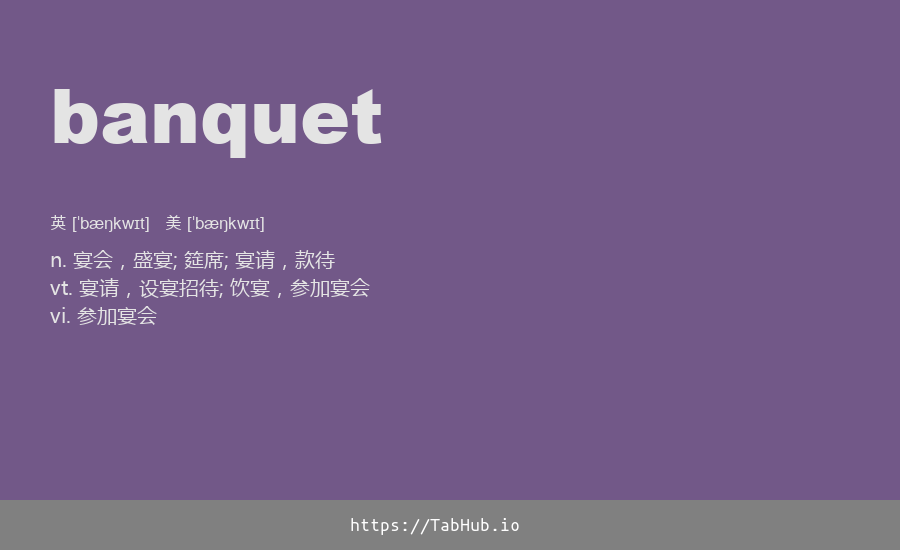 banquet
英 [ˈbæŋkwɪt] 美 [ˈbæŋkwɪt]
n. 宴会，盛宴; 筵席; 宴请，款待
vt. 宴请，设宴招待; 饮宴，参加宴会
vi. 参加宴会
https://TabHub.io